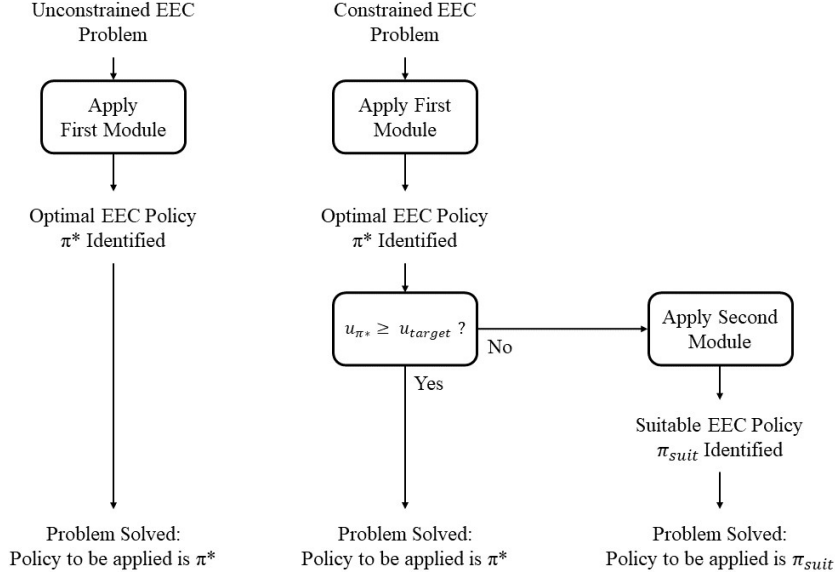 Unconstrained EEC
Problem
Apply
First Module
Optimal EEC Policy
π* Identified
Problem Solved:
Policy to be applied is π*
Constrained EEC
Problem
Apply First
Module
Optimal EEC Policy
π* Identified
u_{π*} ≥ u_{target} ?
No
Yes
Problem Solved:
Policy to be applied is π*
Apply Second
Module
Suitable EEC Policy
π_{suit} Identified
Problem Solved:
Policy to be applied is π_{suit}